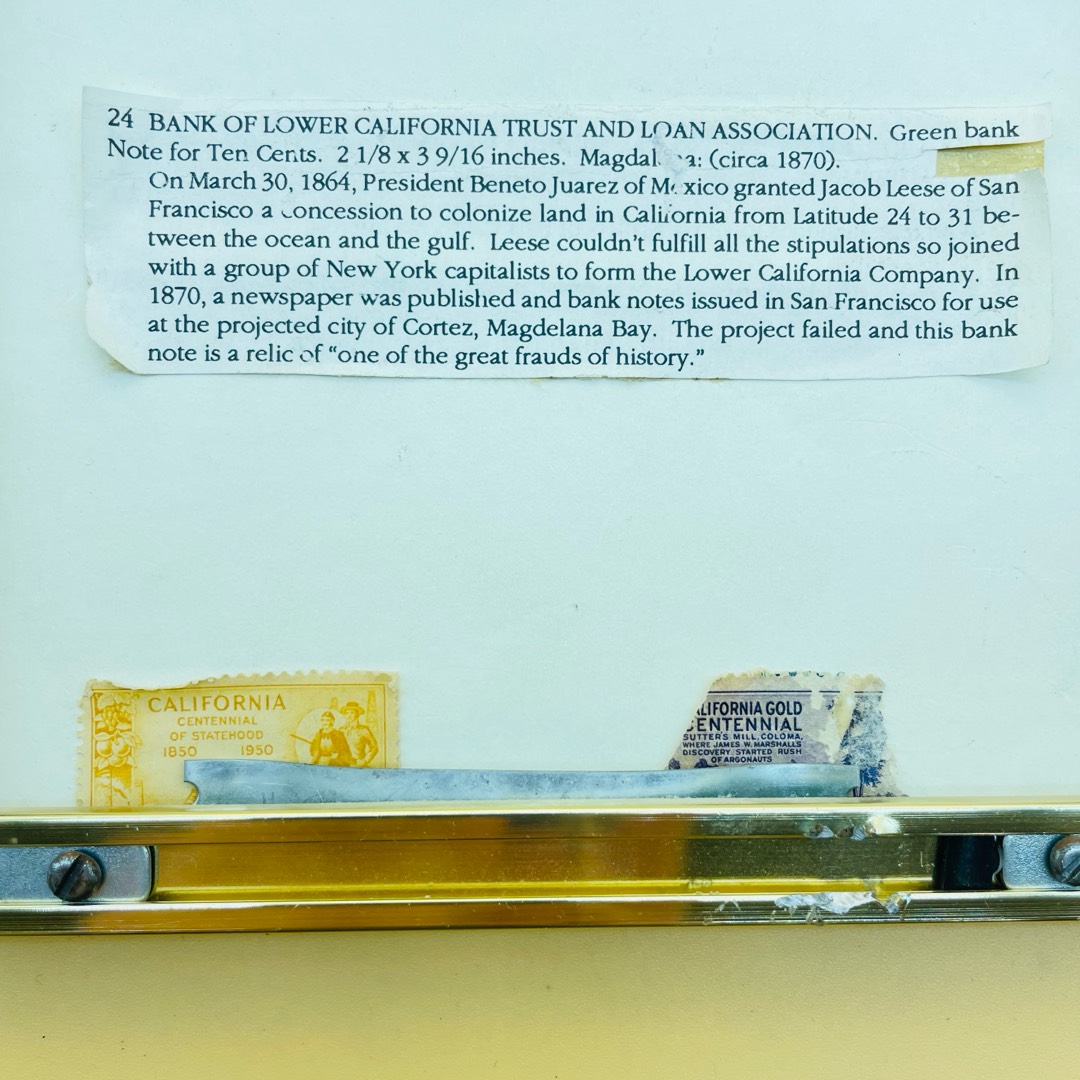 24 BANK OF LOWER CALIFORNIA TRUST AND LOAN ASSOCIATION. Green bank
Note for Ten Cents. 2 1/8 x 3 9/16 inches. (circa 1870).
On March 30, 1864, President Beneto Juarez of Mexico granted Jacob Leese of San
Francisco a concession to colonize land in California from Latitude 24 to 31 be-
tween the ocean and the gulf. Leese couldn't fulfill all the stipulations so joined
with a group of New York capitalists to form the Lower California Company. In
1870, a newspaper was published and bank notes issued in San Francisco for use
at the projected city of Cortez, Magdelana Bay. The project failed and this bank
note is a relic of “one of the great frauds of history.”
CALIFORNIA
CENTENNIAL
OF STATEHOOD
1850 1950
LIFORNIA GOLD
CENTENNIAL
SUTTER'S MILL, COLOMA,
WHERE JAMES W. MARSHALLS
DISCOVERY STARTED RUSH
OF ARGONAUTS